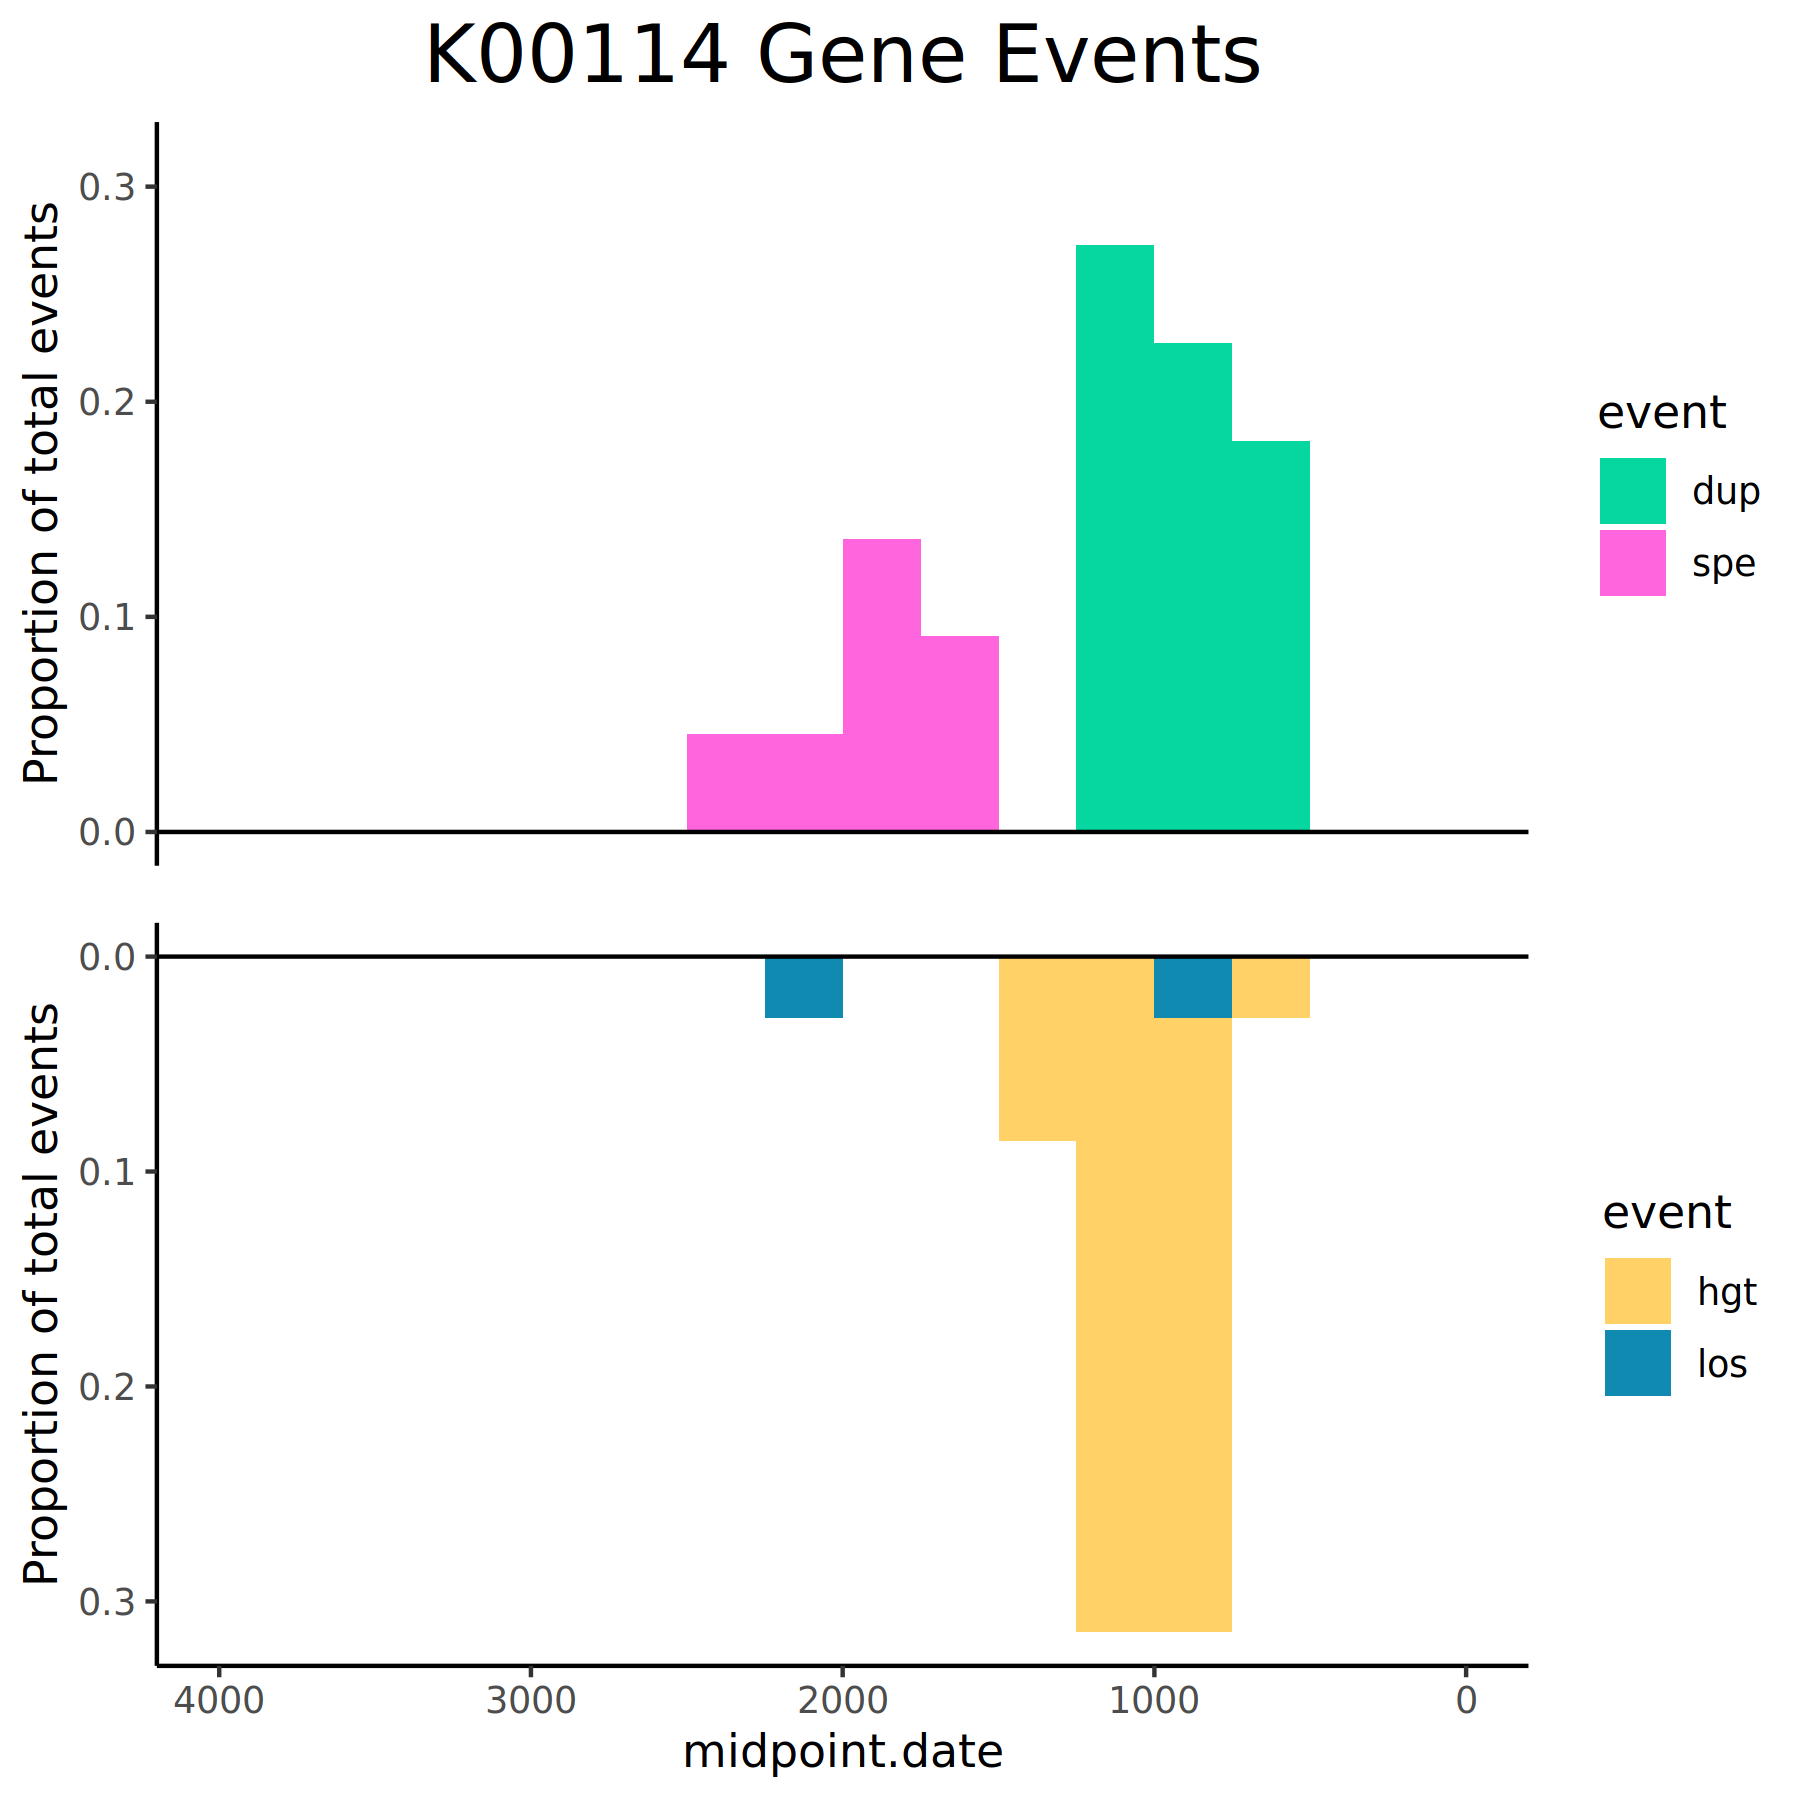 K00114 Gene Events
Proportion of total events
0.3
0.2
0.1
0.0
event
dup
spe
Proportion of total events
0.0
0.1
0.2
0.3
event
hgt
los
4000 3000 2000 1000 0
midpoint.date